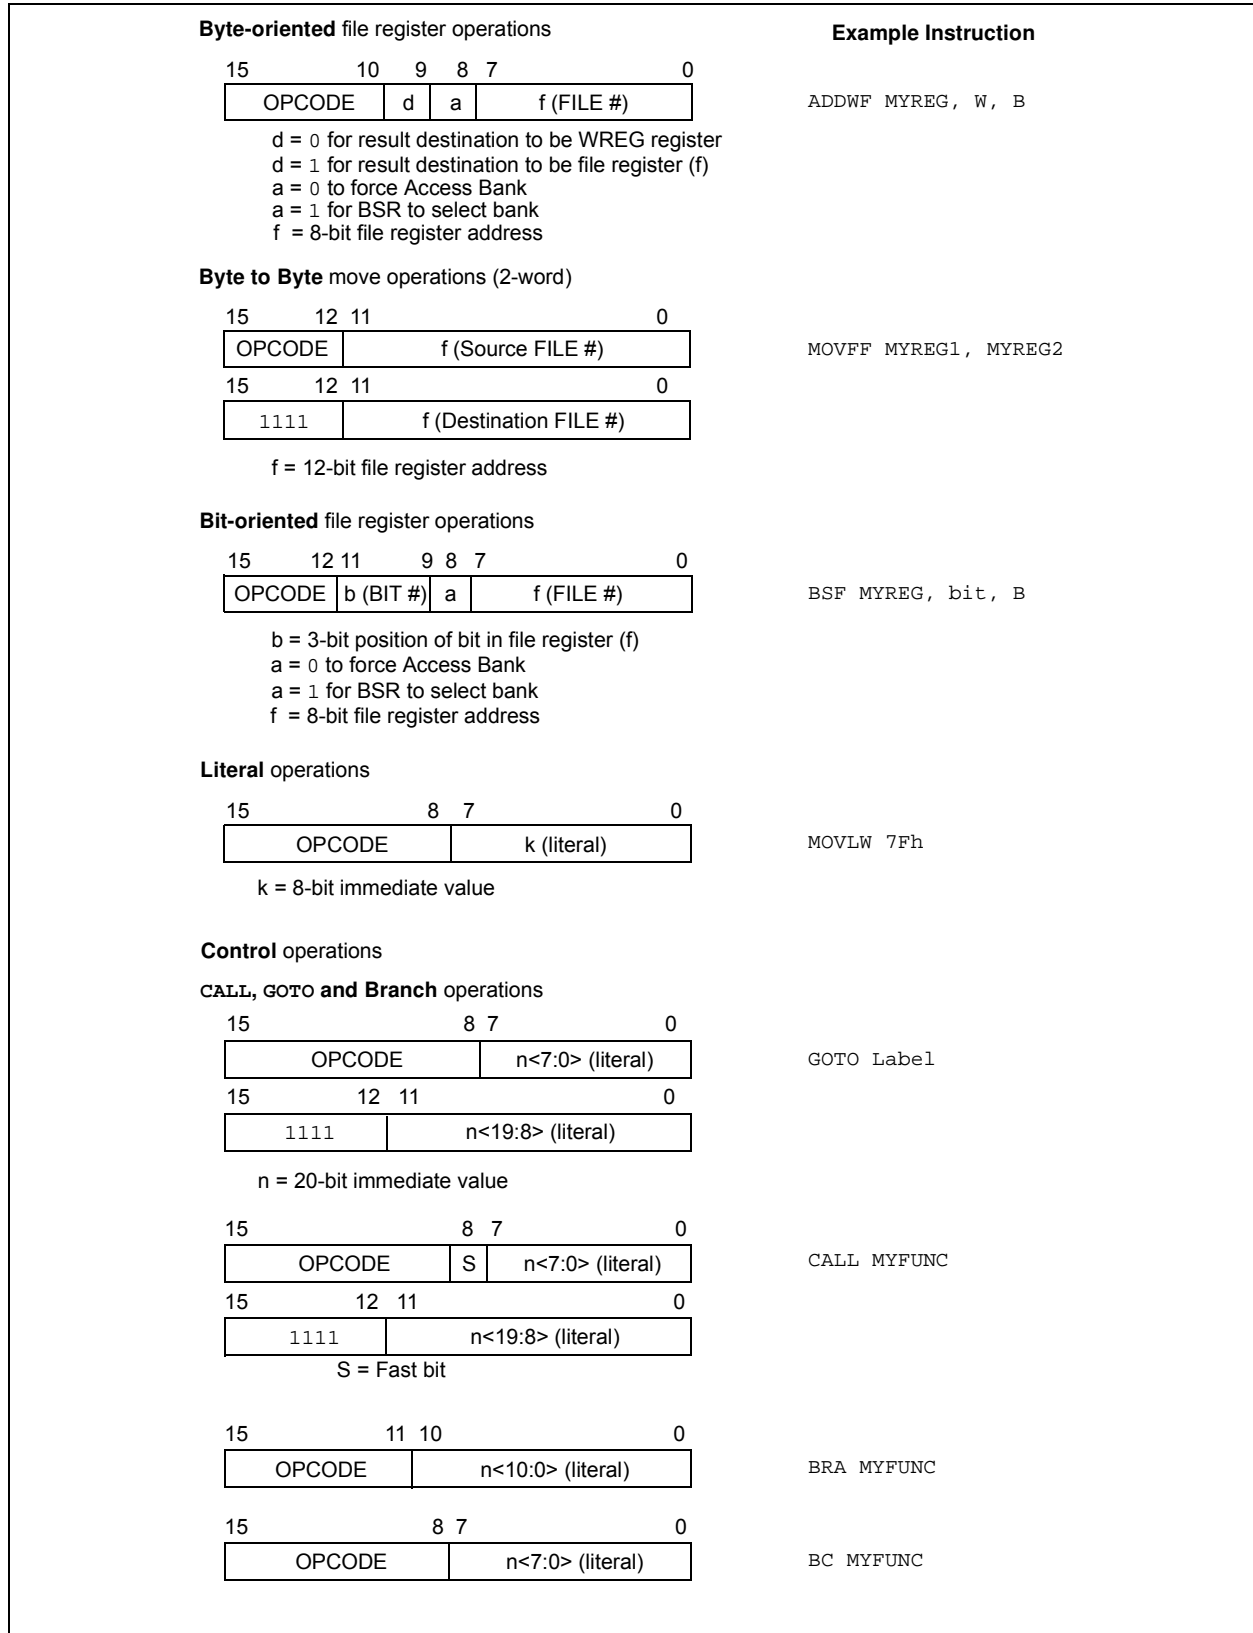 Byte-oriented file register operations
Example Instruction
15 10 9 8 7 0
OPCODE d a f (FILE #)
ADDWF MYREG, W, B
d = 0 for result destination to be WREG register
d = 1 for result destination to be file register (f)
a = 0 to force Access Bank
a = 1 for BSR to select bank
f = 8-bit file register address
Byte to Byte move operations (2-word)
15 12 11 0
OPCODE f (Source FILE #)
MOVFF MYREG1, MYREG2
15 12 11 0
1111 f (Destination FILE #)
f = 12-bit file register address
Bit-oriented file register operations
15 12 11 9 8 7 0
OPCODE b (BIT #) a f (FILE #)
BSF MYREG, bit, B
b = 3-bit position of bit in file register (f)
a = 0 to force Access Bank
a = 1 for BSR to select bank
f = 8-bit file register address
Literal operations
15 8 7 0
OPCODE k (literal)
MOVLW 7Fh
k = 8-bit immediate value
Control operations
CALL, GOTO and Branch operations
15 8 7 0
OPCODE n<7:0> (literal)
GOTO Label
15 12 11 0
1111 n<19:8> (literal)
n = 20-bit immediate value
15 8 7 0
OPCODE S n<7:0> (literal)
CALL MYFUNC
15 12 11 0
1111 n<19:8> (literal)
S = Fast bit
15 11 10 0
OPCODE n<10:0> (literal)
BRA MYFUNC
15 8 7 0
OPCODE n<7:0> (literal)
BC MYFUNC